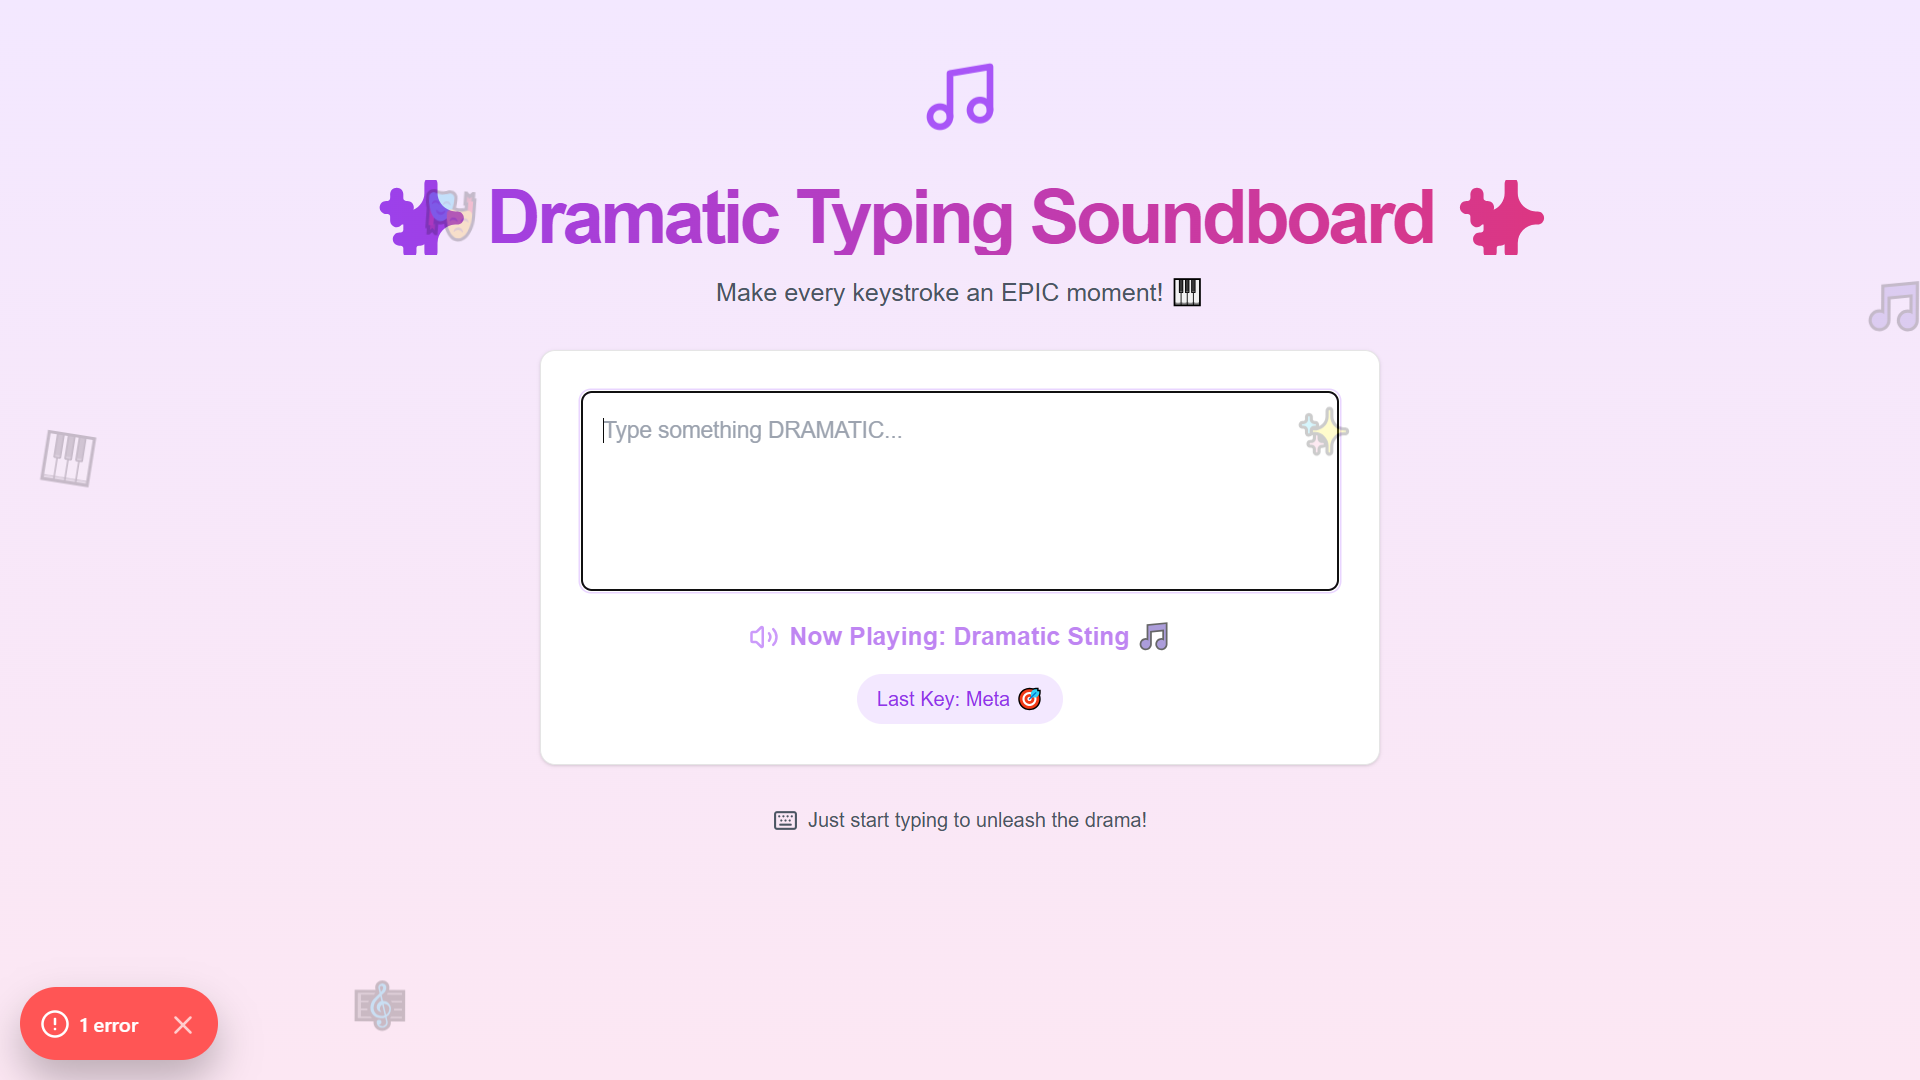 Dramatic Typing Soundboard
Make every keystroke an EPIC moment!
Type something DRAMATIC...
Now Playing: Dramatic Sting
Last Key: Meta
Just start typing to unleash the drama!
1 error